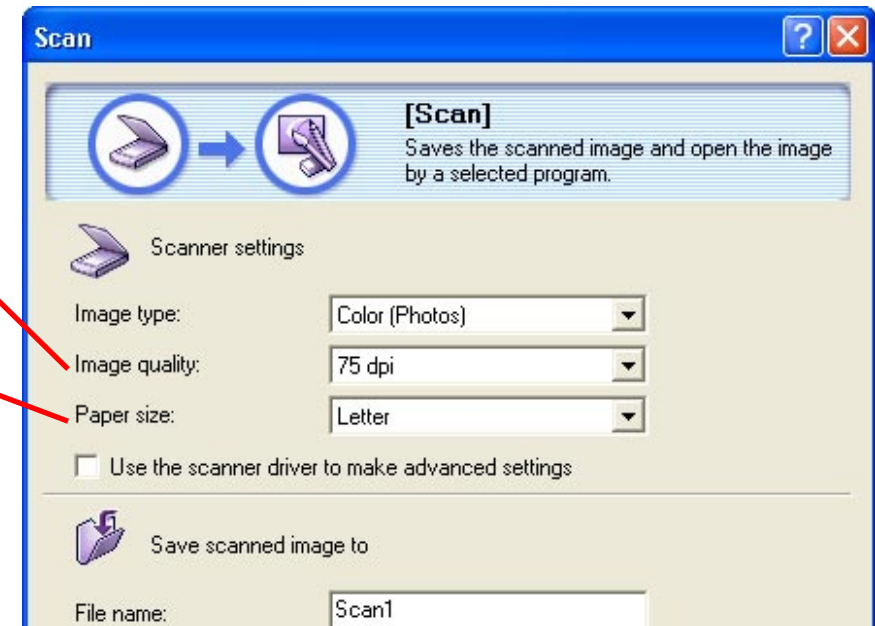 Scan
[Scan]
Saves the scanned image and open the image
by a selected program.
Scanner settings
Image type: Color (Photos)
Image quality: 75 dpi
Paper size: Letter
Use the scanner driver to make advanced settings
Save scanned image to
File name: Scan1